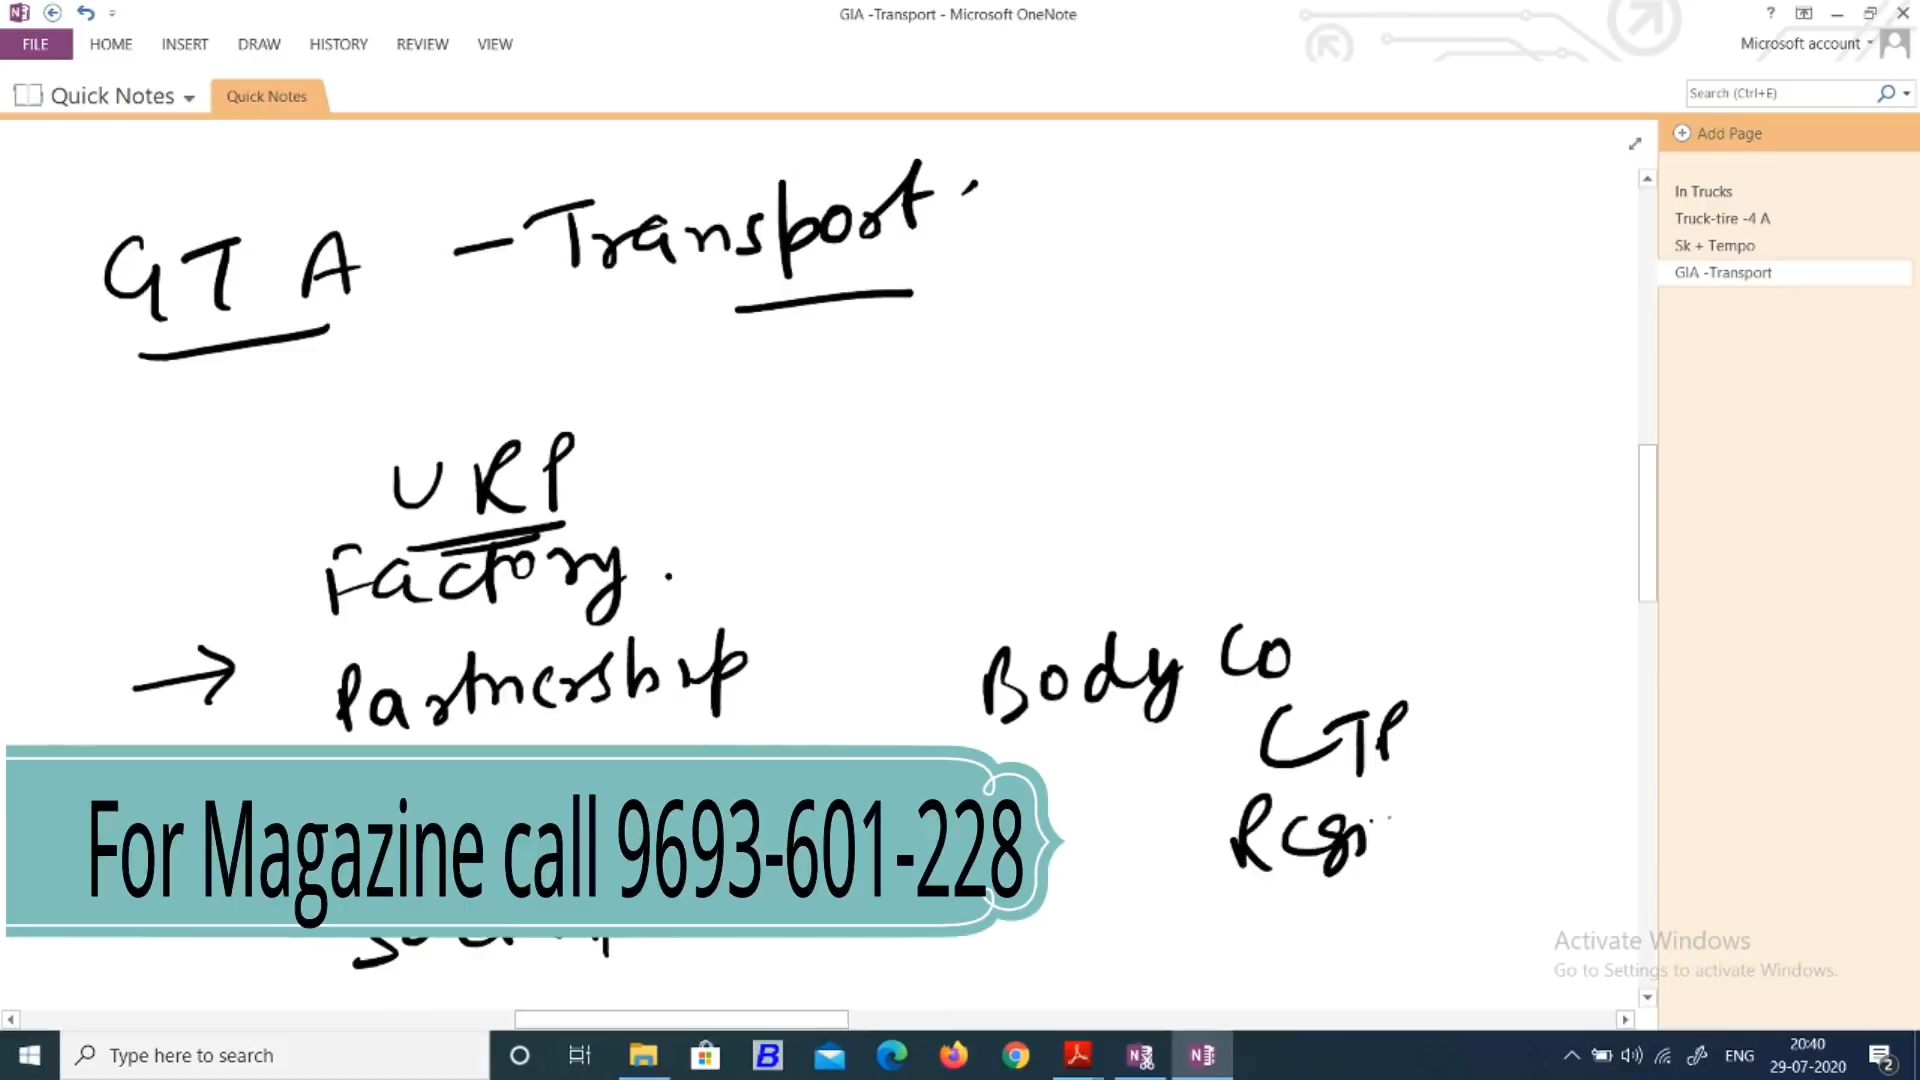 GIA -Transport - Microsoft OneNote
FILE HOME INSERT DRAW HISTORY REVIEW VIEW
Microsoft account
Quick Notes
Quick Notes
Search (Ctrl+E)
Add Page
In Trucks
Truck-tire -4 A
Sk + Tempo
GIA -Transport
GTA - Transport
URP
Factory.
Partnership
Body Co
CTP
For Magazine call 9693-601-228
Activate Windows
Go to Settings to activate Windows.
Type here to search
ENG
20:40
29-07-2020
2